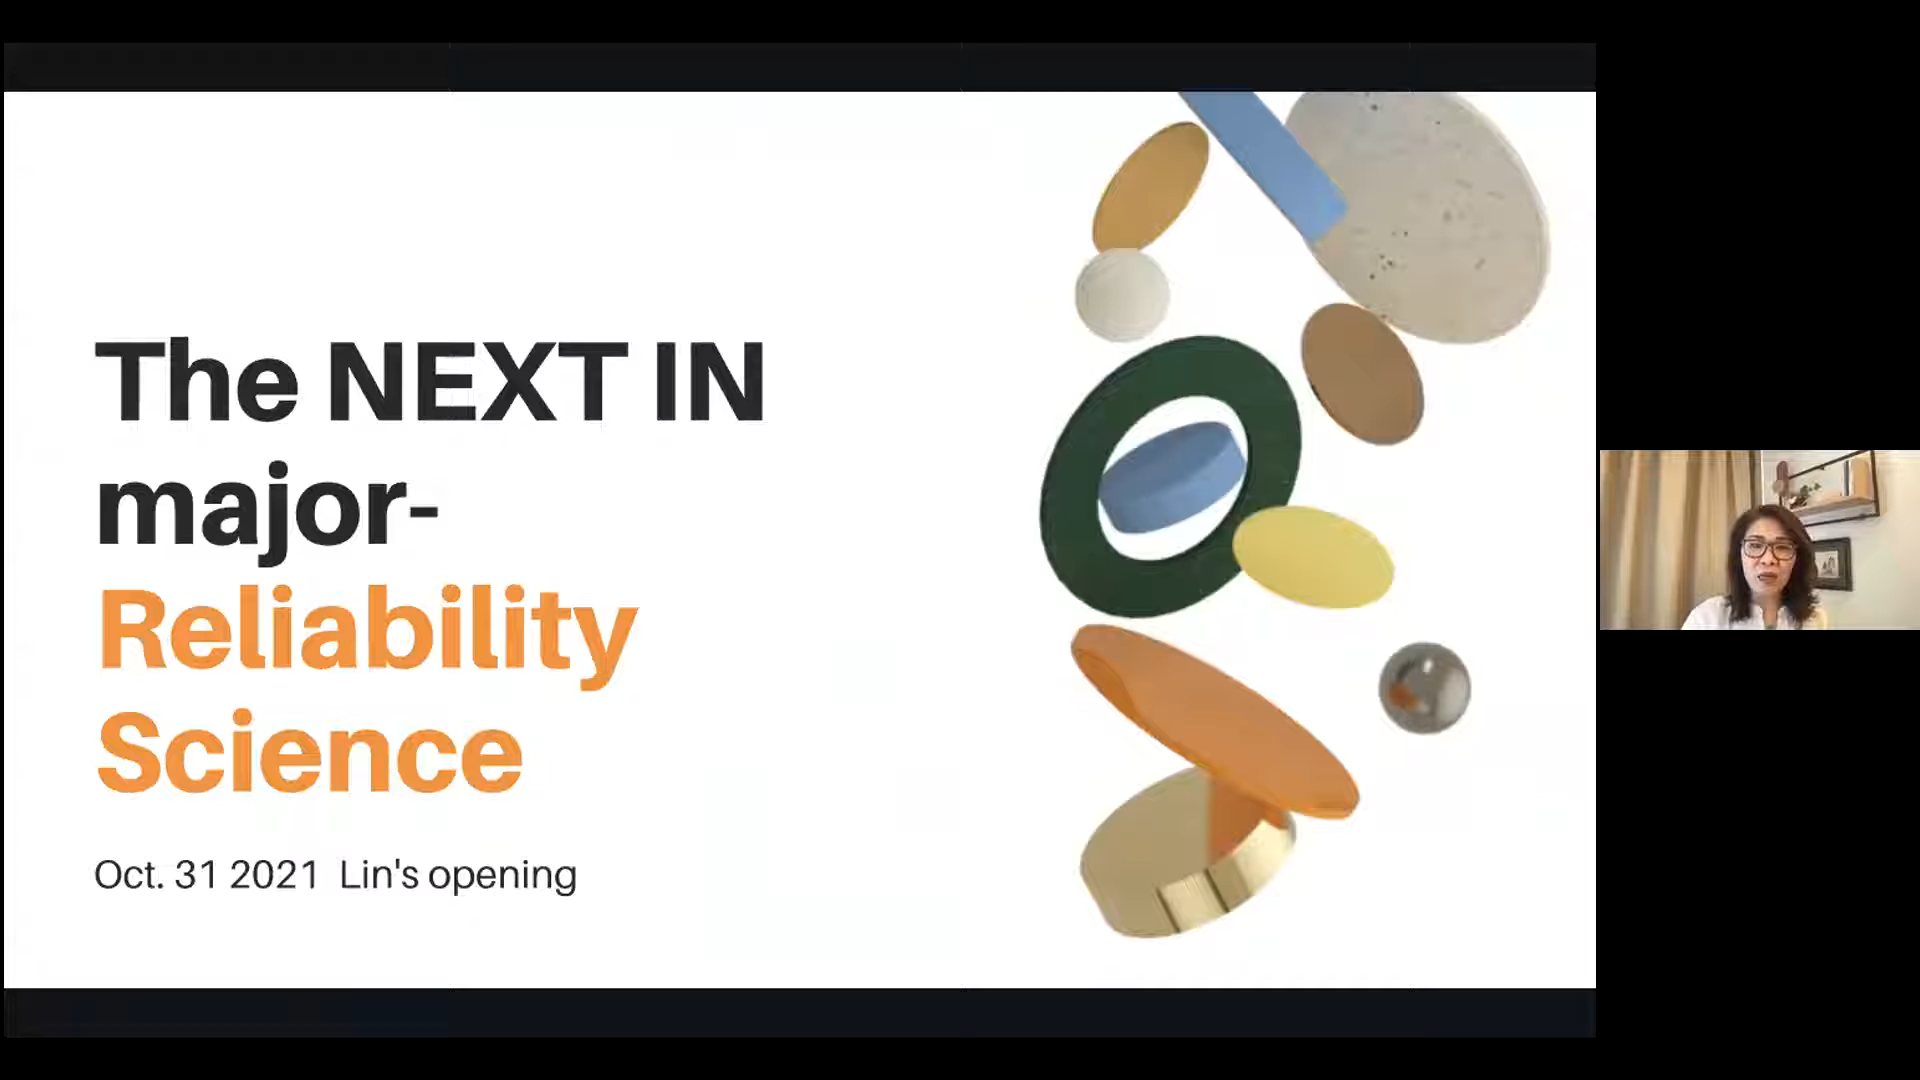 The NEXT IN
major-
Reliability
Science
Oct. 31 2021 Lin's opening